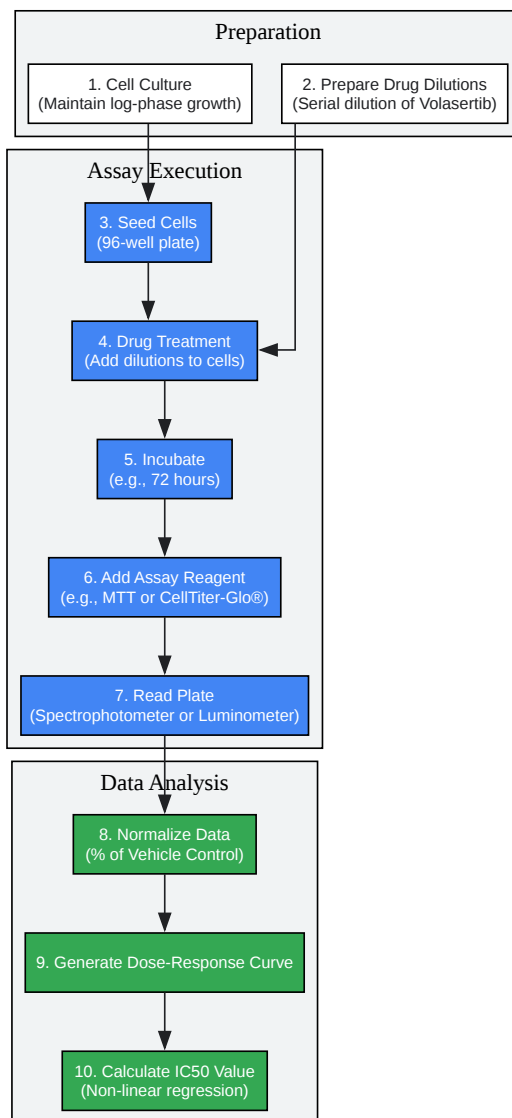 Preparation
1. Cell Culture
(Maintain log-phase growth)
2. Prepare Drug Dilutions
(Serial dilution of Volasertib)
Assay Execution
3. Seed Cells
(96-well plate)
4. Drug Treatment
(Add dilutions to cells)
5. Incubate
(e.g., 72 hours)
6. Add Assay Reagent
(e.g., MTT or CellTiter-Glo®)
7. Read Plate
(Spectrophotometer or Luminometer)
Data Analysis
8. Normalize Data
(% of Vehicle Control)
9. Generate Dose-Response Curve
10. Calculate IC50 Value
(Non-linear regression)